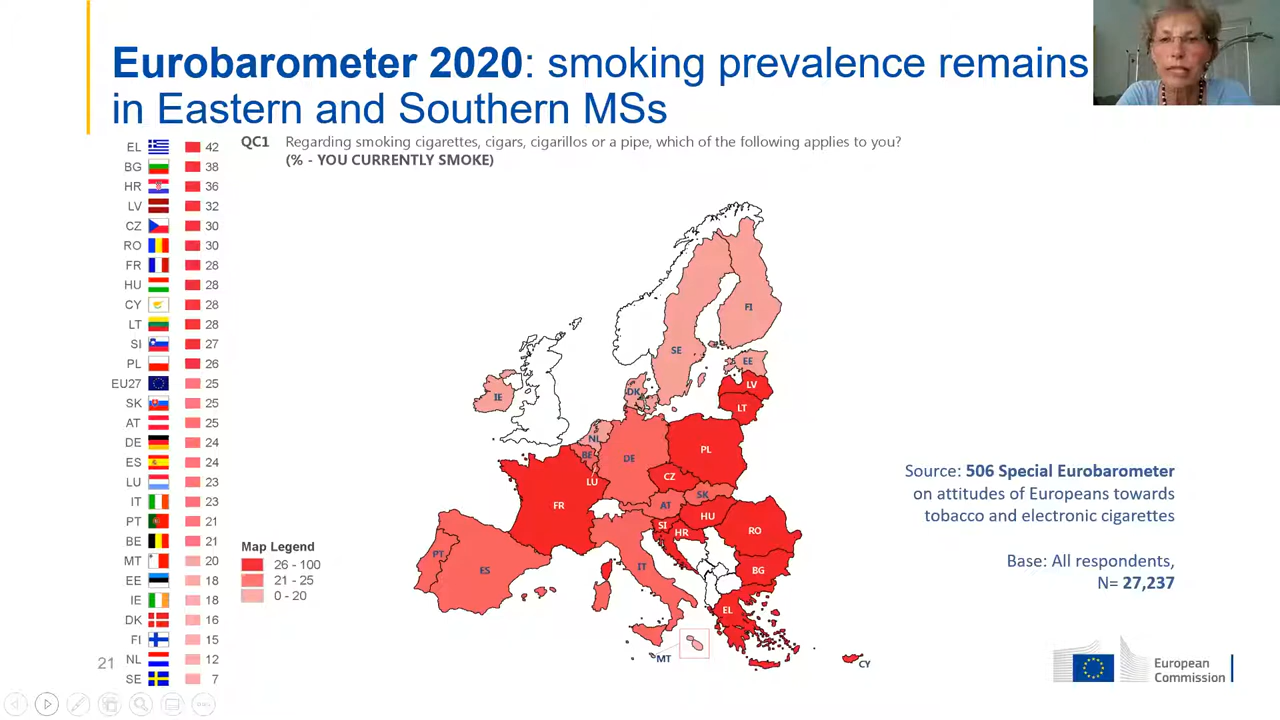 Eurobarometer 2020: smoking prevalence remains
in Eastern and Southern MSs
QC1 Regarding smoking cigarettes, cigars, cigarillos or a pipe, which of the following applies to you?
(% - YOU CURRENTLY SMOKE)
EL 42
BG 38
HR 36
LV 32
CZ 30
RO 30
FR 28
HU 28
CY 28
LT 28
SI 27
PL 26
EU27 25
SK 25
AT 25
DE 24
ES 24
LU 23
IT 23
PT 21
BE 21
MT 20
EE 18
IE 18
DK 16
FI 15
NL 12
SE 7
FI
SE
EE
LV
LT
DK
IE
NL
BE
DE
PL
LU
CZ
SK
FR
AT
HU
SI
HR
RO
PT
ES
IT
BG
EL
MT
CY
Map Legend
26 - 100
21 - 25
0 - 20
Source: 506 Special Eurobarometer
on attitudes of Europeans towards
tobacco and electronic cigarettes
Base: All respondents,
N= 27,237
European
Commission
21